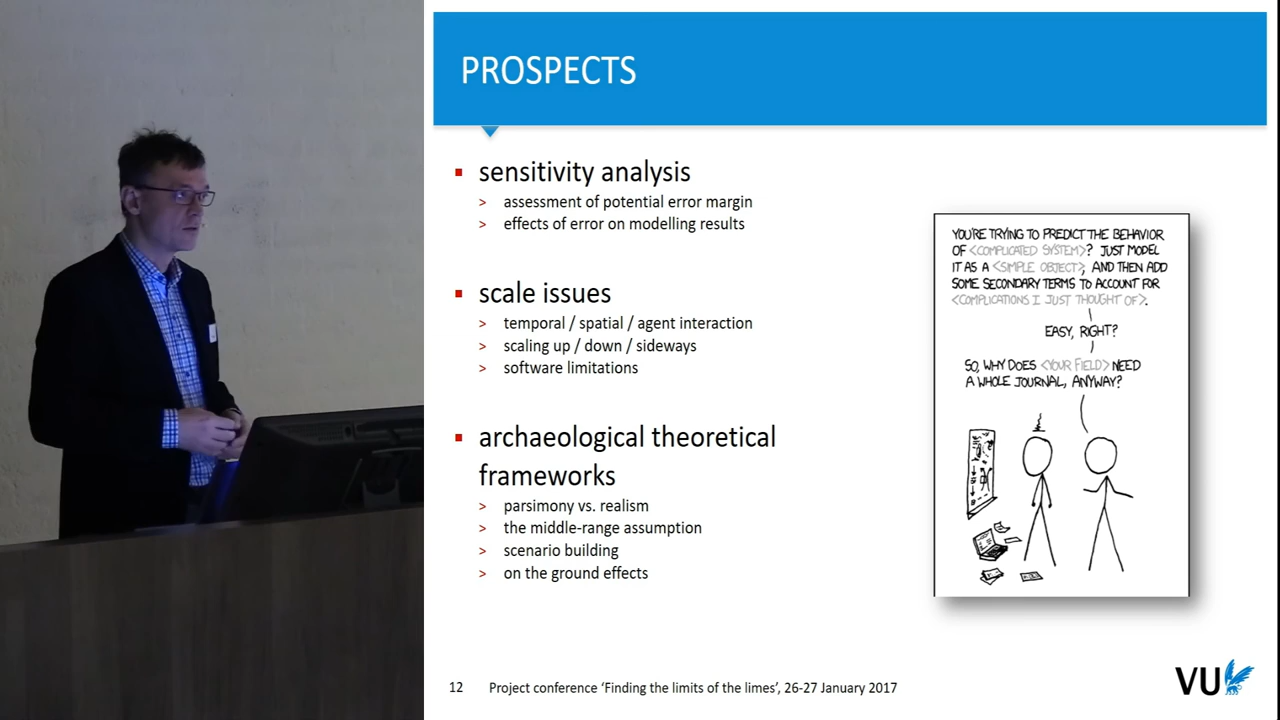 PROSPECTS
▪ sensitivity analysis
> assessment of potential error margin
> effects of error on modelling results
▪ scale issues
> temporal / spatial / agent interaction
> scaling up / down / sideways
> software limitations
▪ archaeological theoretical
frameworks
> parsimony vs. realism
> the middle-range assumption
> scenario building
> on the ground effects
YOU'RE TRYING TO PREDICT THE BEHAVIOR
OF <COMPLICATED SYSTEM>? JUST MODEL
IT AS A <SIMPLE OBJECT>, AND THEN ADD
SOME SECONDARY TERMS TO ACCOUNT FOR
<COMPLICATIONS I JUST THOUGHT OF>.
EASY, RIGHT?
SO, WHY DOES <YOUR FIELD> NEED
A WHOLE JOURNAL, ANYWAY?
12 Project conference ‘Finding the limits of the limes’, 26-27 January 2017
VU